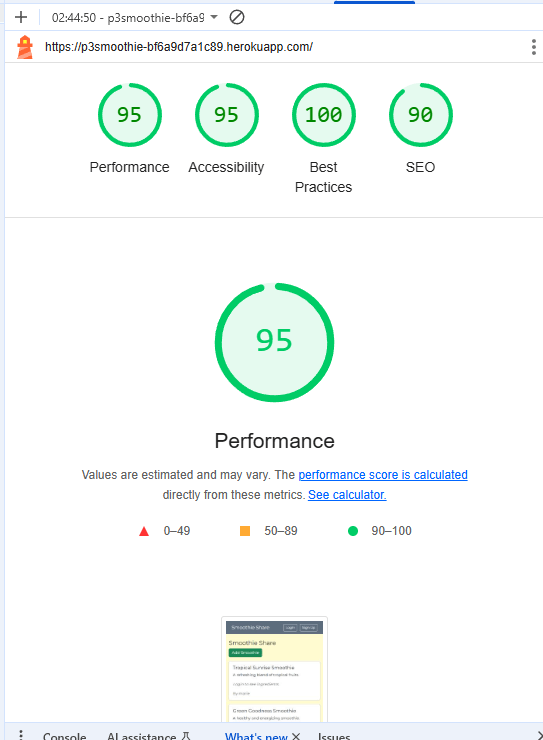 02:44:50 - p3smoothie-bf6a9
https://p3smoothie-bf6a9d7a1c89.herokuapp.com/
95 95 100 90
Performance Accessibility Best Practices SEO
95
Performance
Values are estimated and may vary. The performance score is calculated
directly from these metrics. See calculator.
0–49 50–89 90–100
Smoothie Share Login Sign Up
Smoothie Share
Add Smoothie
Tropical Sunrise Smoothie
A refreshing blend of tropical fruits
Login to see ingredients
Green Goodness Smoothie
A healthy and energizing smoothie
Console AI assistance What's new Issues